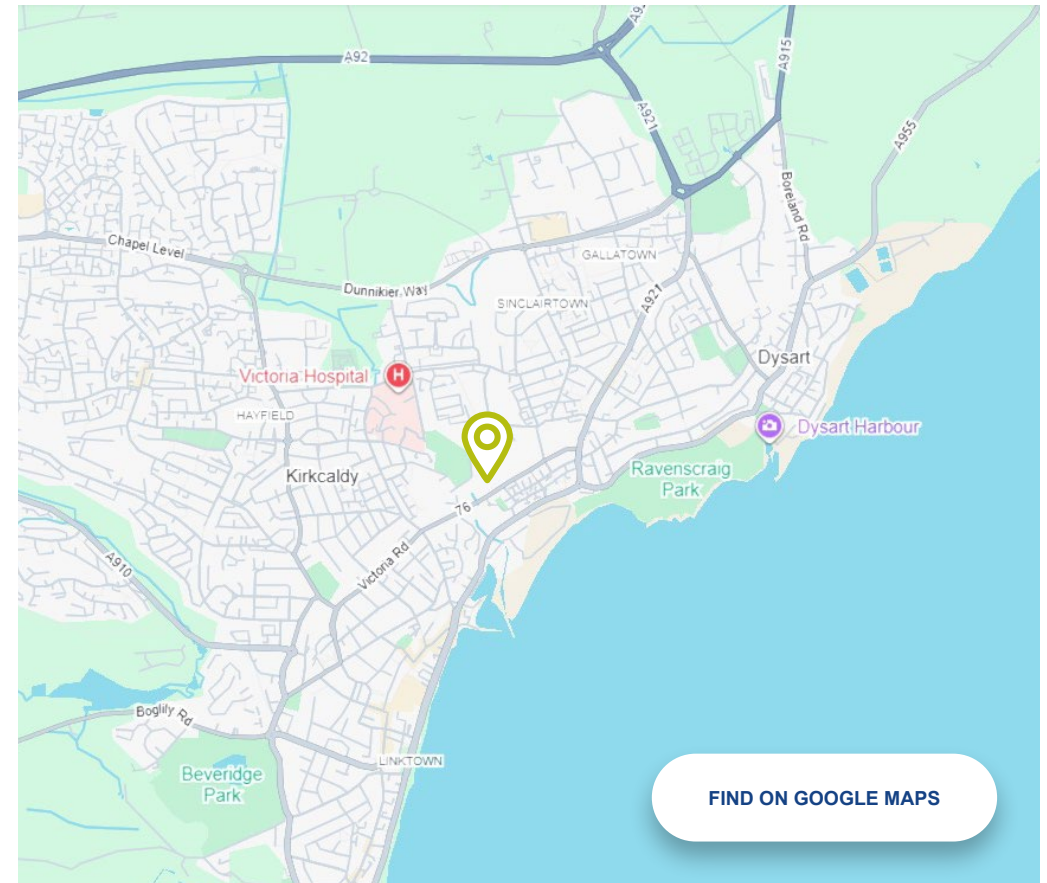 A92
A92
A921
A915
A955
Boreland Rd
Chapel Level
GALLATOWN
Dunnikier Way
SINCLAIRTOWN
A921
Dysart
Victoria Hospital
H
HAYFIELD
Dysart Harbour
Kirkcaldy
Ravenscraig
Park
76
Victoria Rd
A910
Boglily Rd
LINKTOWN
Beveridge
Park
FIND ON GOOGLE MAPS